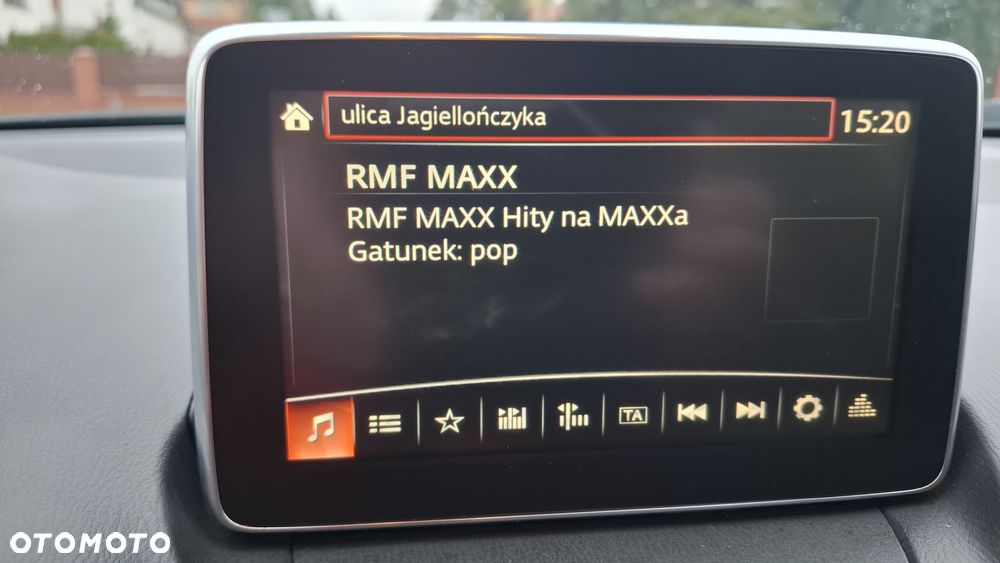 ulica Jagiellończyka
15:20
RMF MAXX
RMF MAXX Hity na MAXXa
Gatunek: pop
TA
OTOMOTO